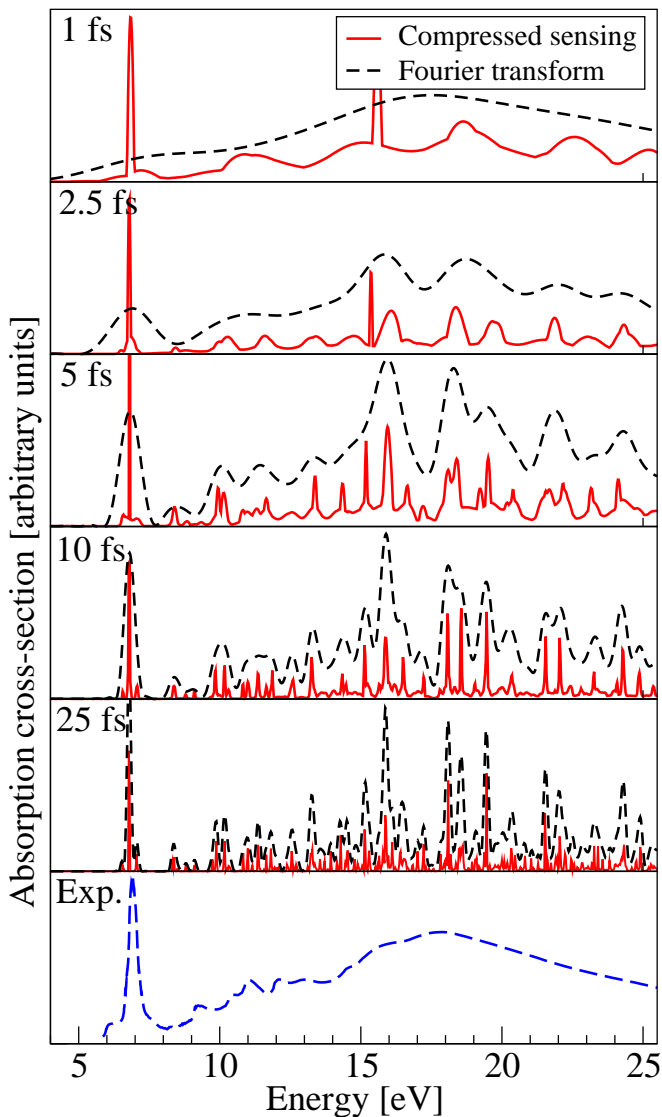 1 fs
Compressed sensing
Fourier transform
2.5 fs
5 fs
10 fs
25 fs
Exp.
Absorption cross-section [arbitrary units]
5 10 15 20 25
Energy [eV]